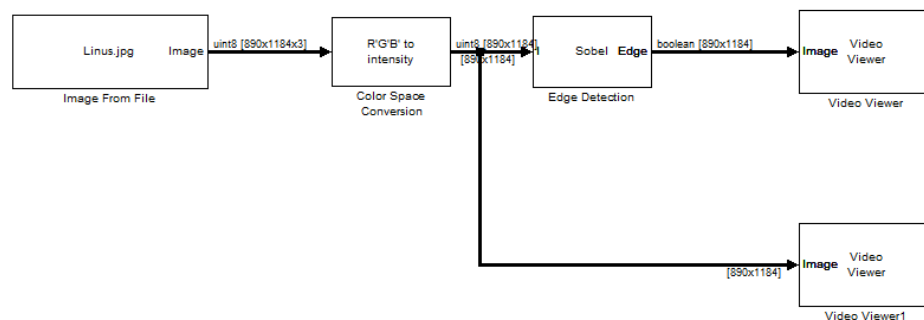 Linus.jpg
Image
Image From File
uint8 [890x1184x3]
R'G'B' to
intensity
Color Space
Conversion
uint8 [890x1184]
[890x1184]
I
Sobel
Edge
Edge Detection
boolean [890x1184]
Image
Video
Viewer
Video Viewer
[890x1184]
Image
Video
Viewer
Video Viewer1